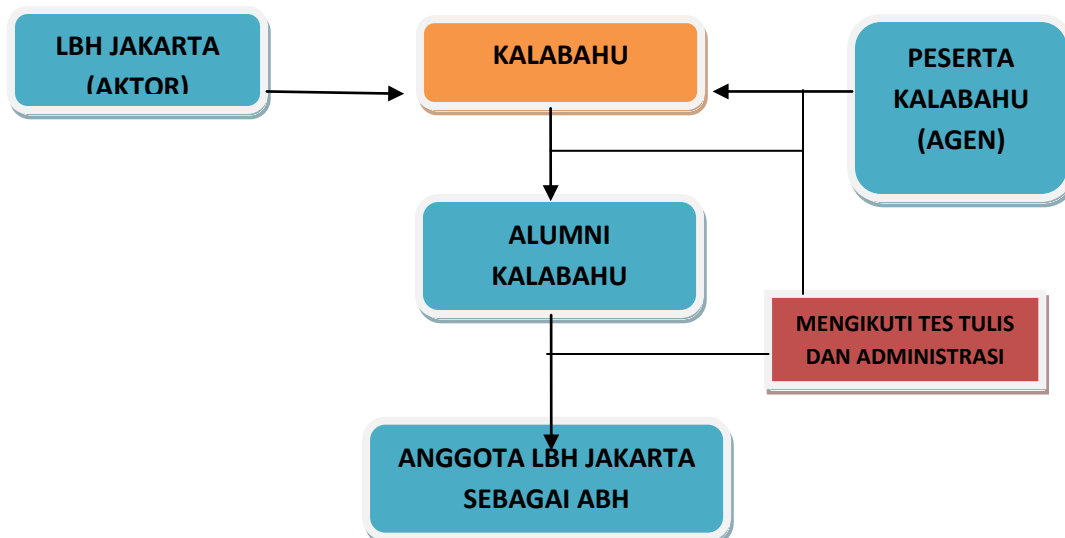 LBH JAKARTA
(AKTOR)
KALABAHU
PESERTA
KALABAHU
(AGEN)
ALUMNI
KALABAHU
MENGIKUTI TES TULIS
DAN ADMINISTRASI
ANGGOTA LBH JAKARTA
SEBAGAI ABH